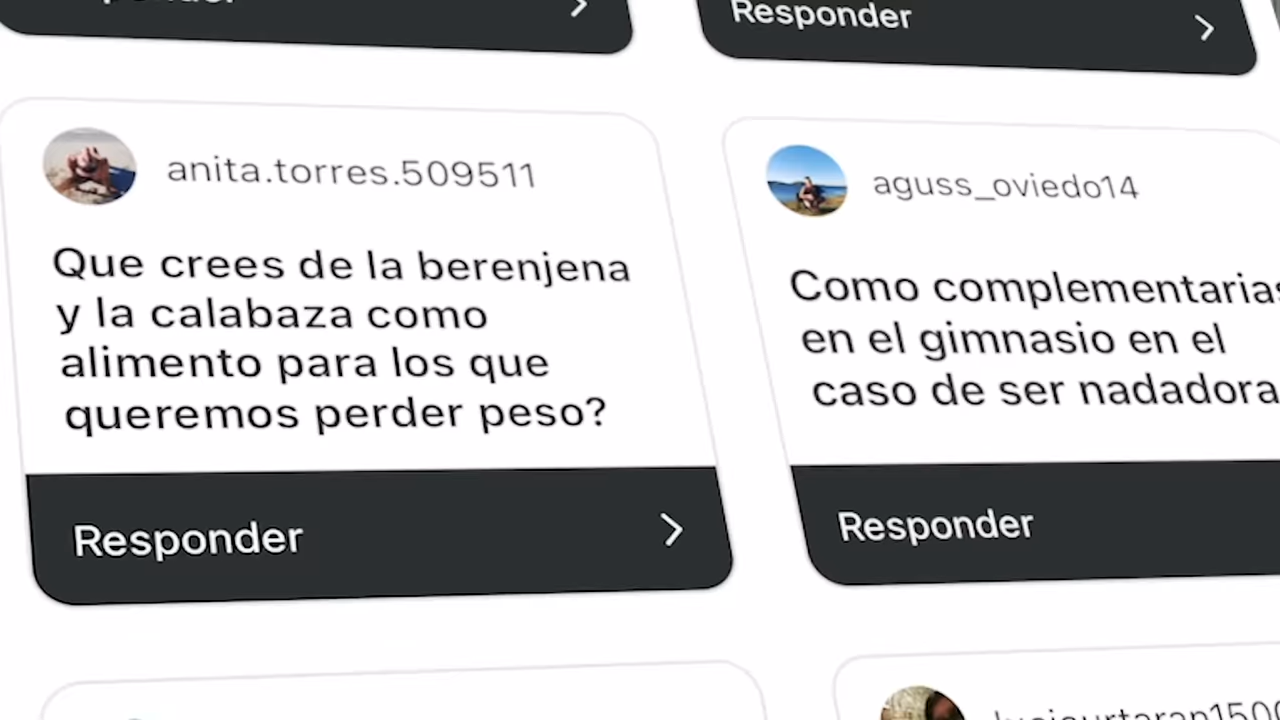 Responder
anita.torres.509511
Que crees de la berenjena
y la calabaza como
alimento para los que
queremos perder peso?
Responder
aguss_oviedo14
Como complementarias
en el gimnasio en el
caso de ser nadadora
Responder